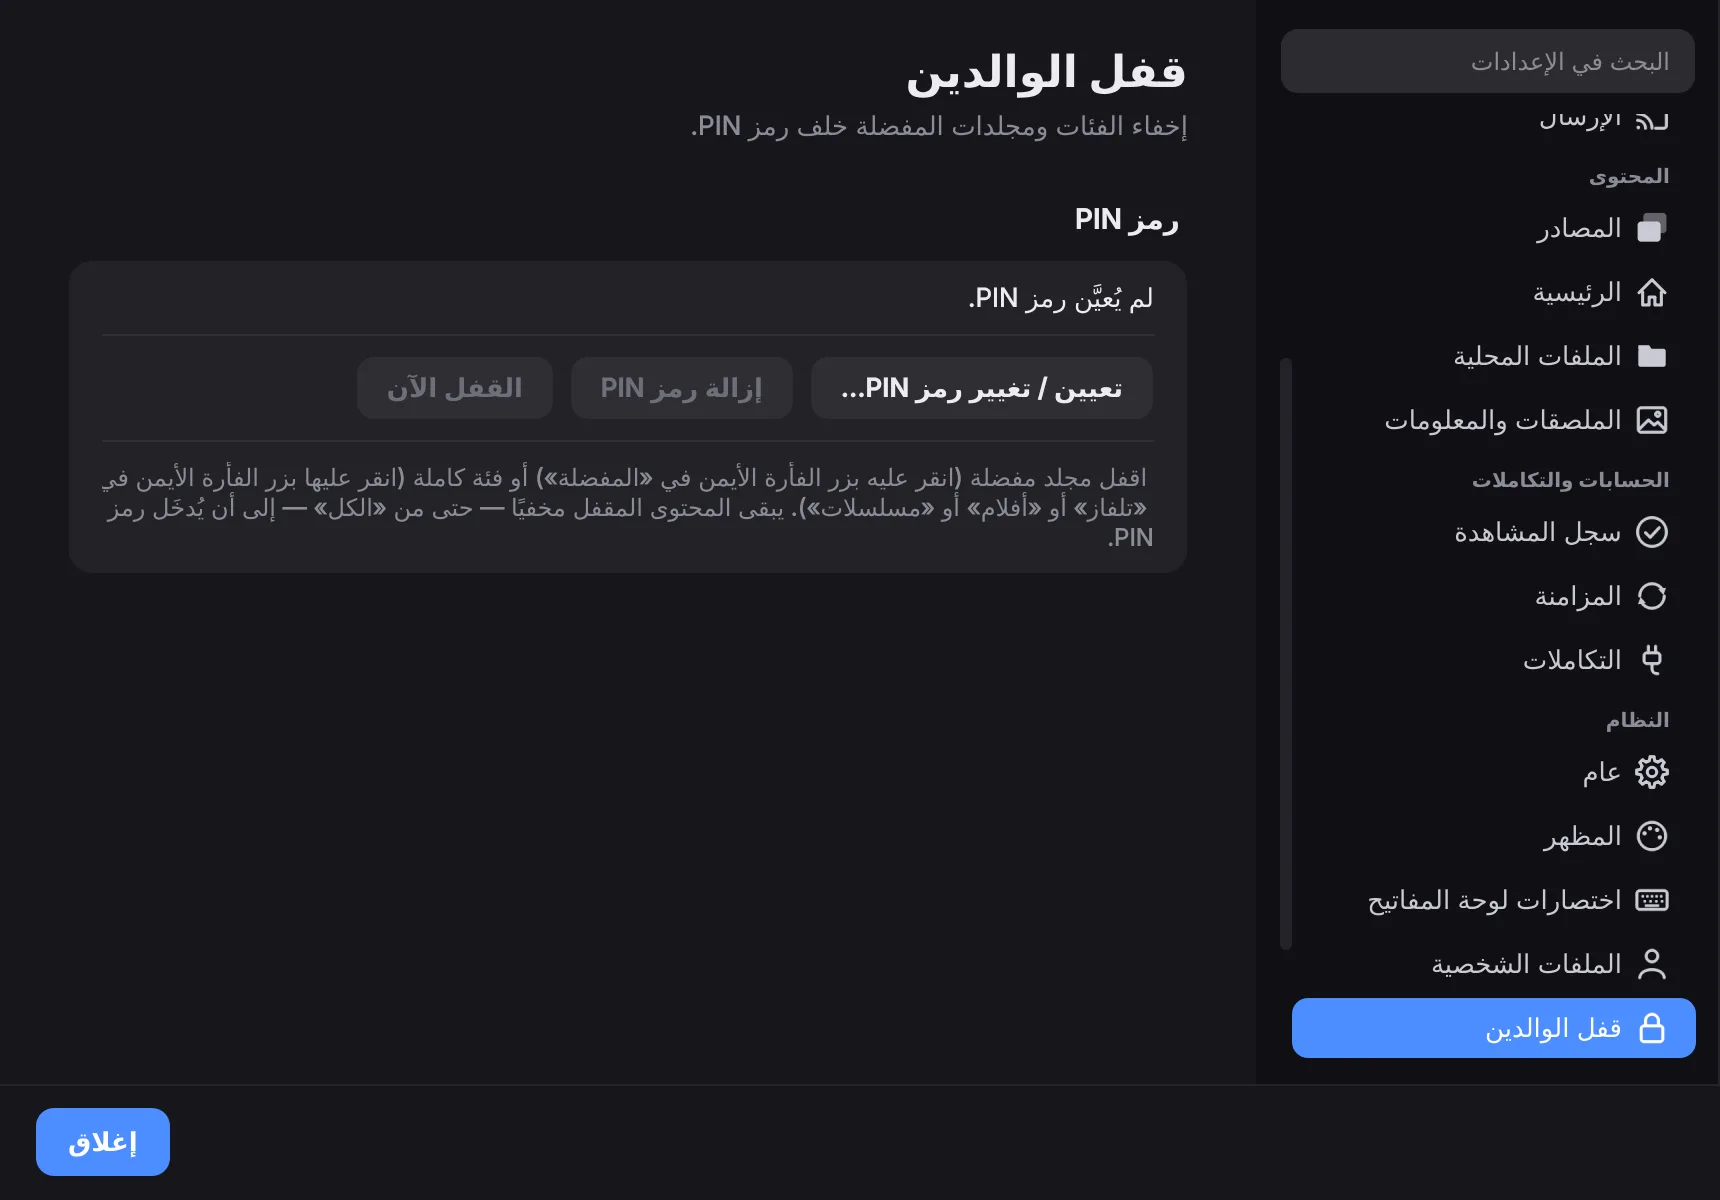 البحث في الإعدادات
الإرسال
المحتوى
المصادر
الرئيسية
الملفات المحلية
الملصقات والمعلومات
الحسابات والتكاملات
سجل المشاهدة
المزامنة
التكاملات
النظام
عام
المظهر
اختصارات لوحة المفاتيح
الملفات الشخصية
قفل الوالدين
قفل الوالدين
إخفاء الفئات ومجلدات المفضلة خلف رمز PIN.
رمز PIN
لم يُعيَّن رمز PIN.
تعيين / تغيير رمز PIN...
إزالة رمز PIN
القفل الآن
اقفل مجلد مفضلة (انقر عليه بزر الفأرة الأيمن في «المفضلة») أو فئة كاملة (انقر عليها بزر الفأرة الأيمن في
«تلفاز» أو «أفلام» أو «مسلسلات»). يبقى المحتوى المقفل مخفيًا — حتى من «الكل» — إلى أن يُدخَل رمز
PIN.
إغلاق